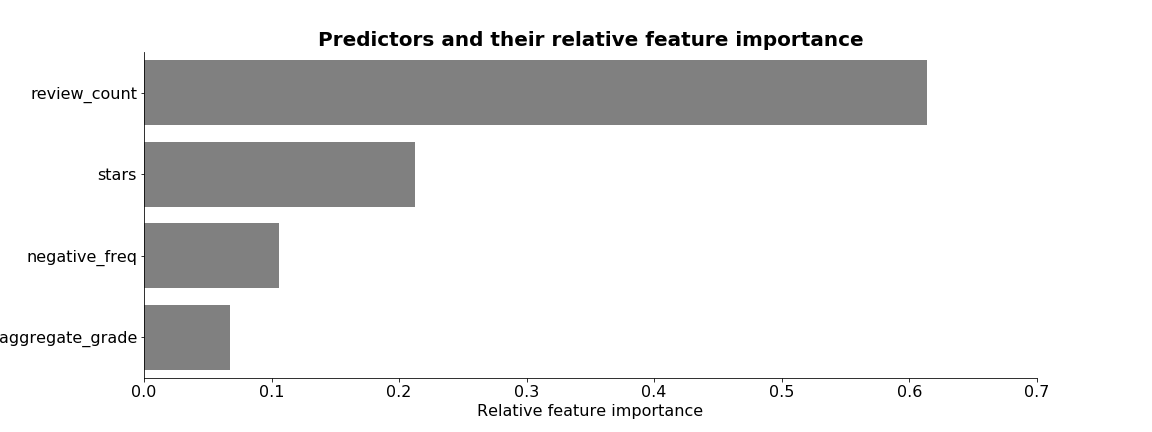 Predictors and their relative feature importance
review_count
stars
negative_freq
aggregate_grade
0.0 0.1 0.2 0.3 0.4 0.5 0.6 0.7
Relative feature importance